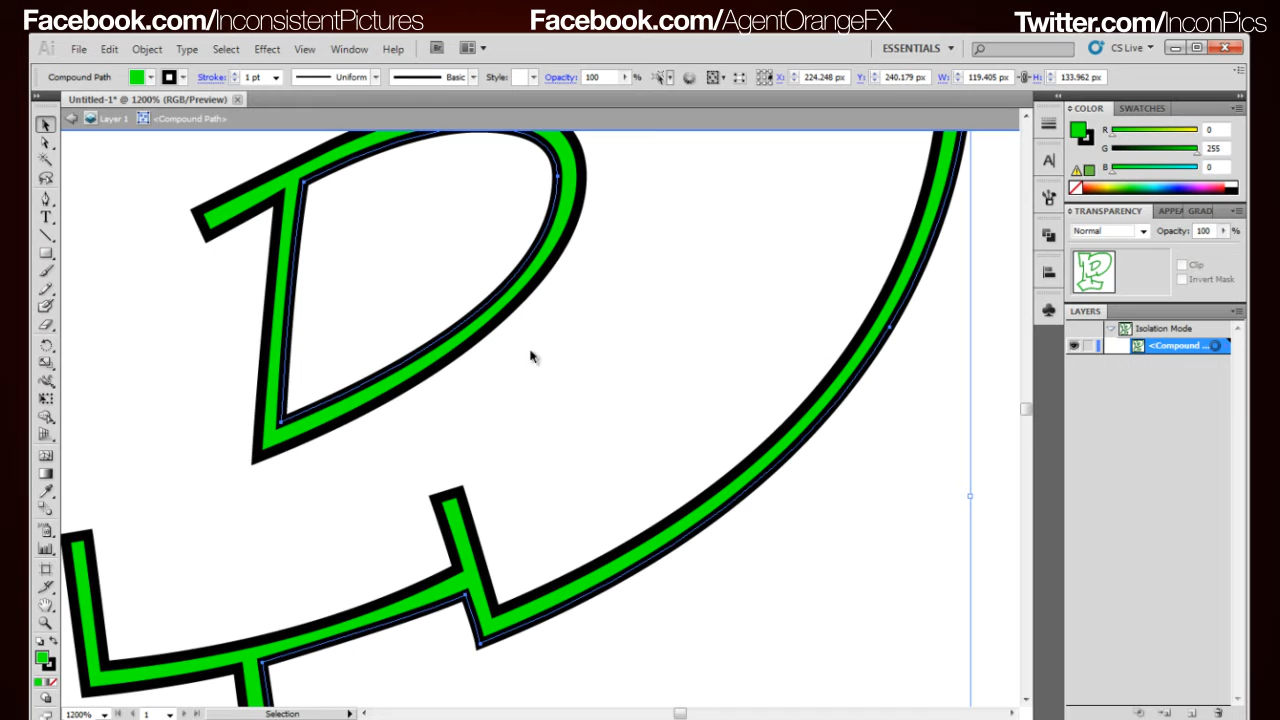 Facebook.com/InconsistentPictures Facebook.com/AgentOrangeFX Twitter.com/InconPics
Ai File Edit Object Type Select Effect View Window Help ESSENTIALS CS Live
Compound Path Stroke: 1 pt Uniform Basic Style: Opacity: 100 % X: 224.248 px Y: 240.179 px W: 119.405 px H: 133.962 px
Untitled-1* @ 1200% (RGB/Preview)
Layer 1 <Compound Path>
COLOR SWATCHES
R 0
G 255
B 0
TRANSPARENCY APPEA GRAD
Normal Opacity: 100 %
Clip
Invert Mask
LAYERS
Isolation Mode
<Compound ...
1200% 1 Selection